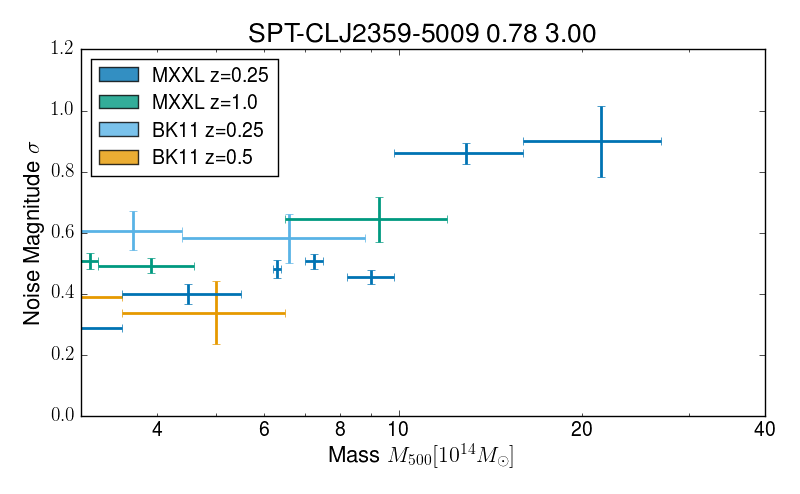 SPT-CLJ2359-5009 0.78 3.00
1.2
1.0
0.8
0.6
0.4
0.2
0.0
Noise Magnitude σ
MXXL z=0.25
MXXL z=1.0
BK11 z=0.25
BK11 z=0.5
4 6 8 10 20 40
Mass M₅₀₀[10¹⁴M☉]